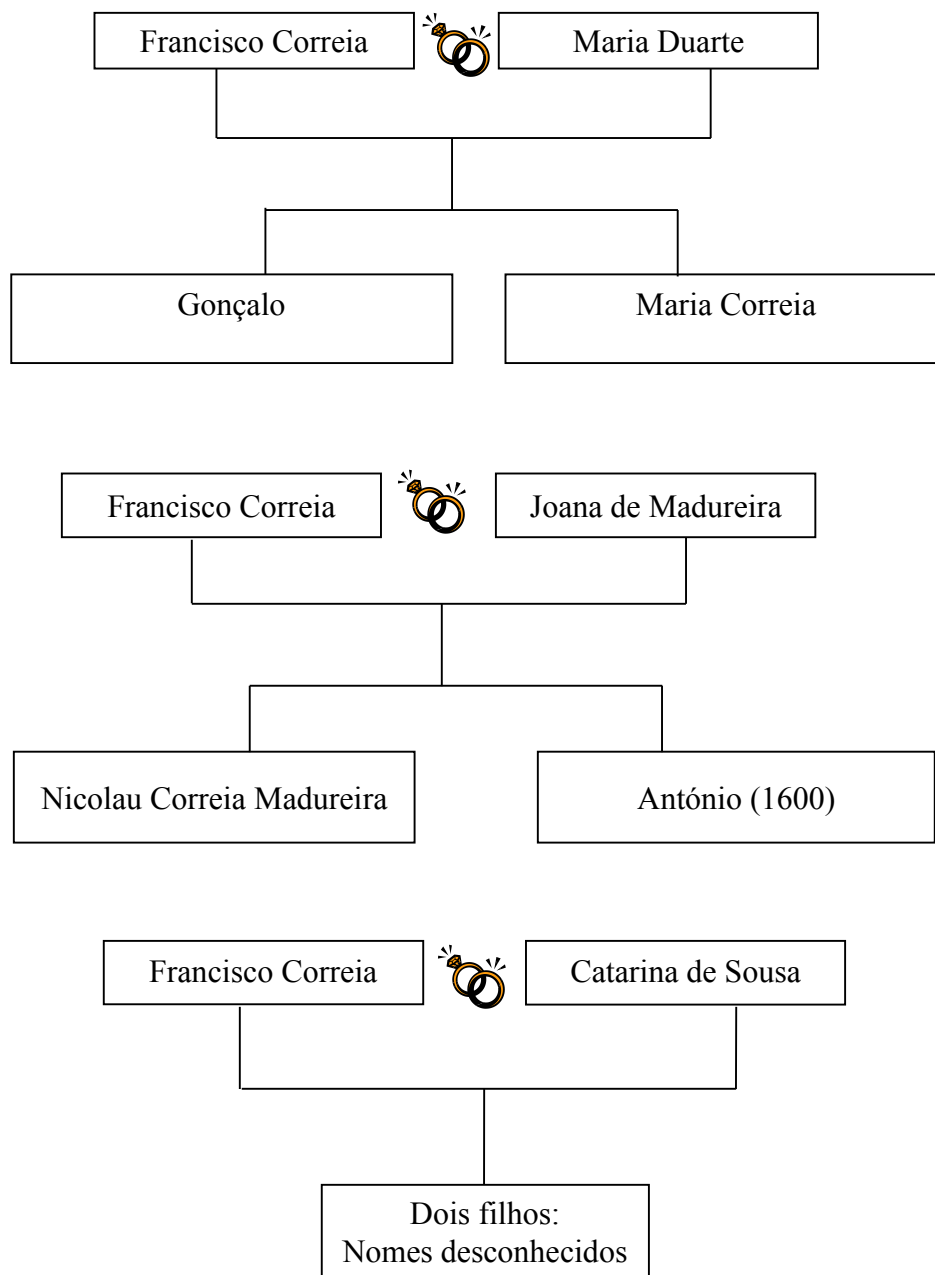 Francisco Correia
Maria Duarte
Gonçalo
Maria Correia
Francisco Correia
Joana de Madureira
Nicolau Correia Madureira
António (1600)
Francisco Correia
Catarina de Sousa
Dois filhos:
Nomes desconhecidos